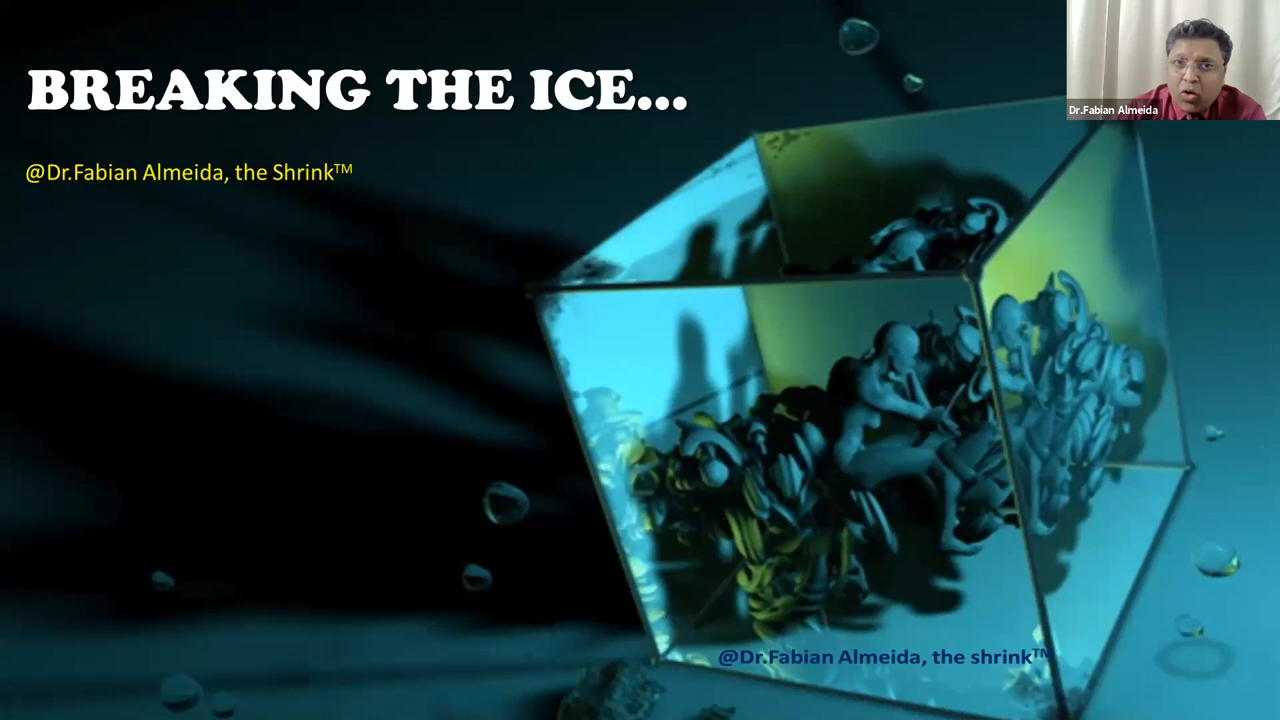 BREAKING THE ICE...
Dr.Fabian Almeida
@Dr.Fabian Almeida, the Shrink™
@Dr.Fabian Almeida, the shrink™